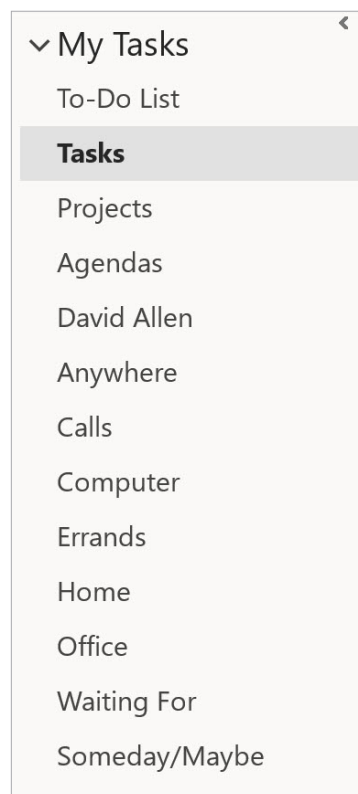 My Tasks
To-Do List
Tasks
Projects
Agendas
David Allen
Anywhere
Calls
Computer
Errands
Home
Office
Waiting For
Someday/Maybe